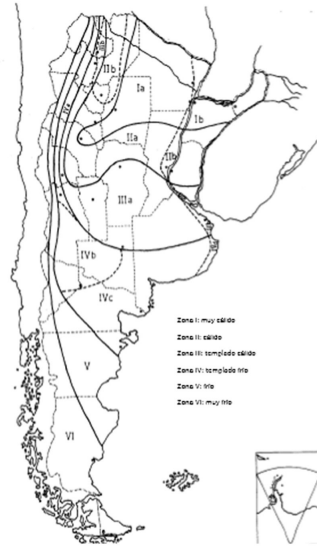 IIb
Ia
Ib
IIa
IIb
IIIa
IVb
IVc
Zona I: muy cálido
Zona II: cálido
Zona III: templado cálido
Zona IV: templado frío
V
Zona V: frío
Zona VI: muy frío
VI